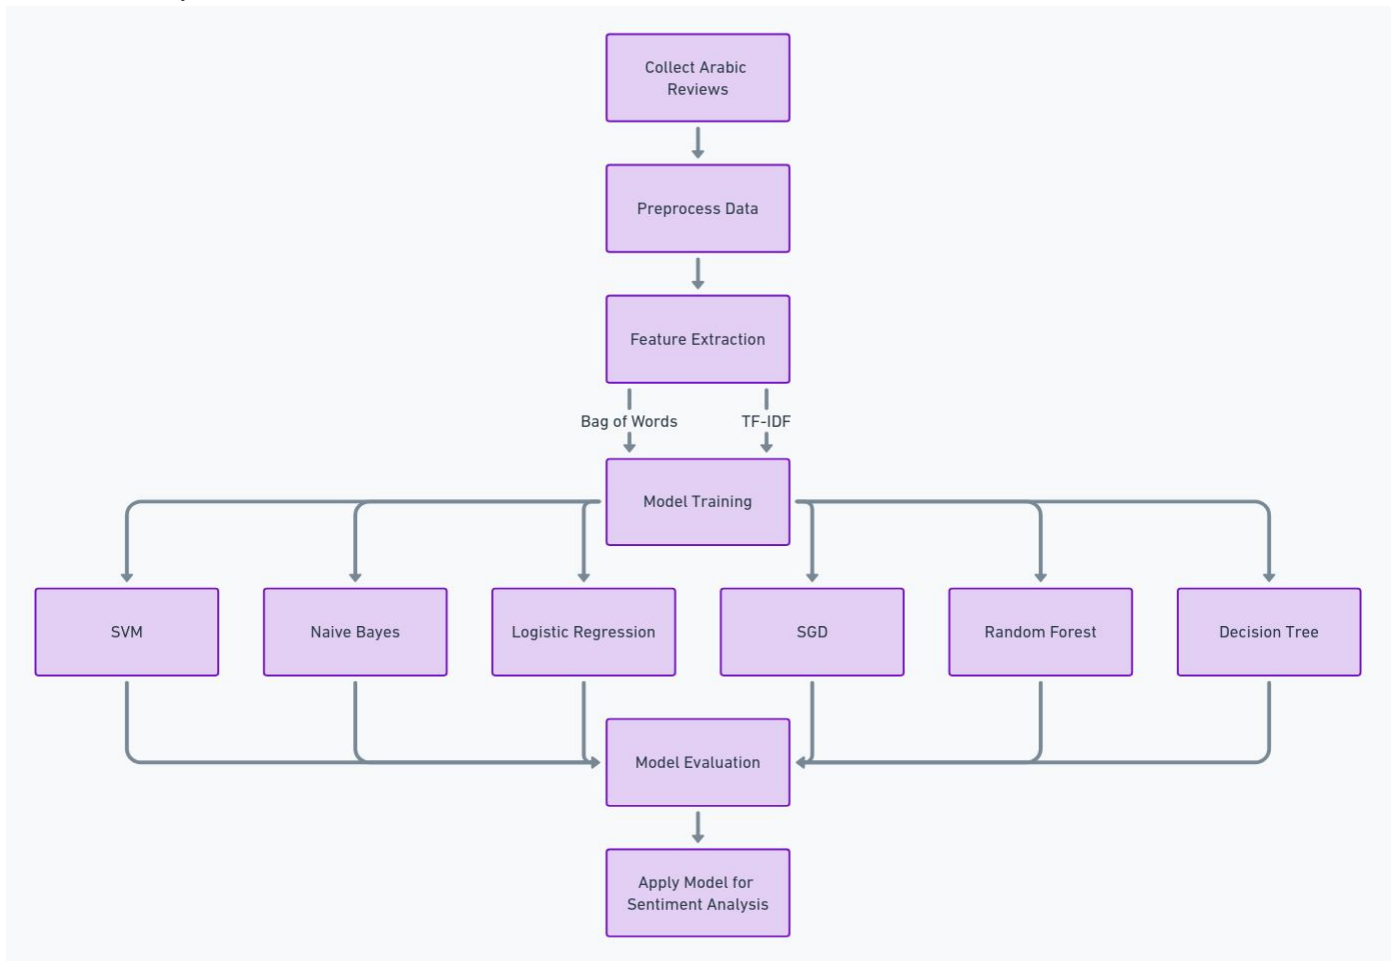 Collect Arabic
Reviews
Preprocess Data
Feature Extraction
Bag of Words
TF-IDF
Model Training
SVM
Naive Bayes
Logistic Regression
SGD
Random Forest
Decision Tree
Model Evaluation
Apply Model for
Sentiment Analysis